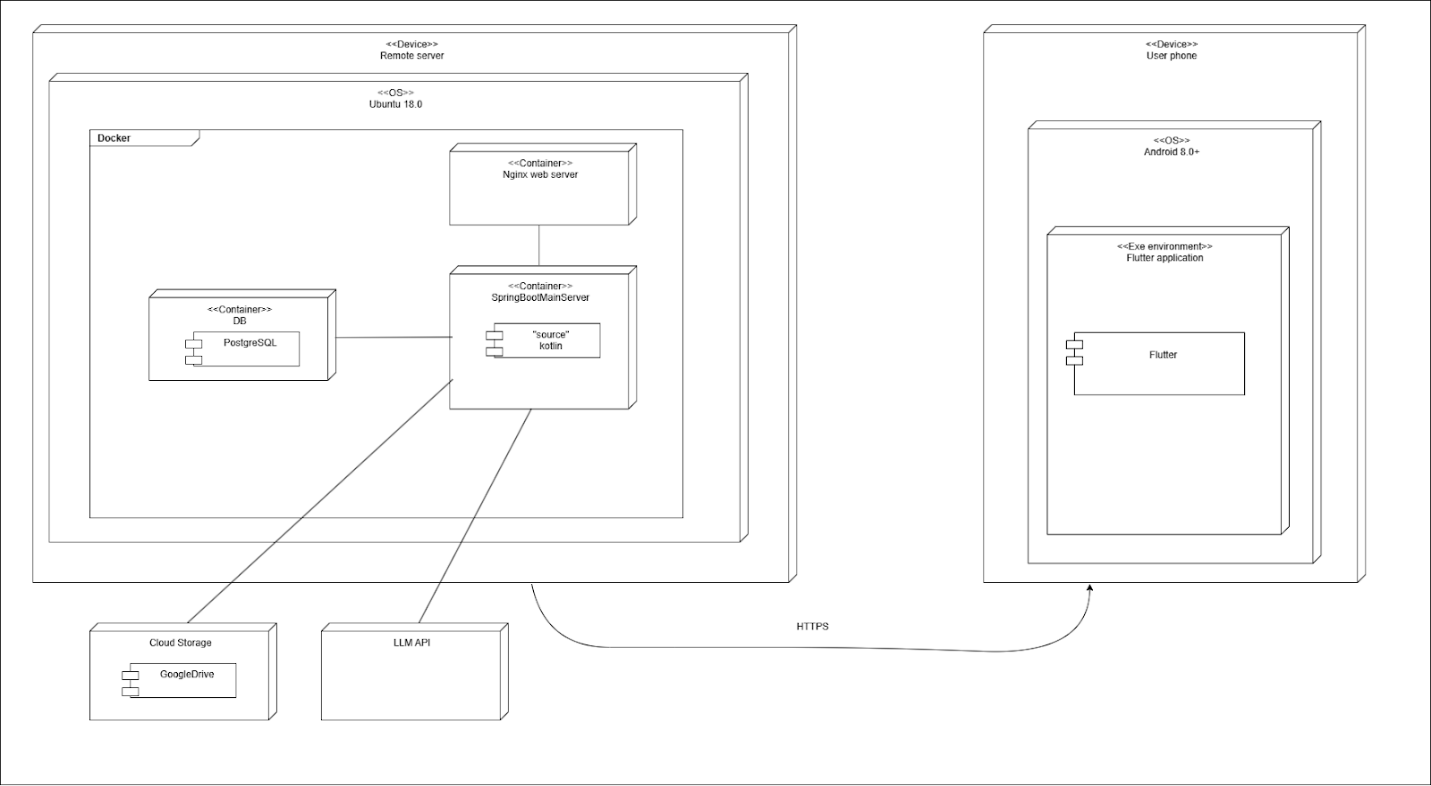 <<Device>>
Remote server
<<OS>>
Ubuntu 18.0
Docker
<<Container>>
Nginx web server
<<Container>>
SpringBootMainServer
"source"
kotlin
<<Container>>
DB
PostgreSQL
Cloud Storage
GoogleDrive
LLM API
HTTPS
<<Device>>
User phone
<<OS>>
Android 8.0+
<<Exe environment>>
Flutter application
Flutter